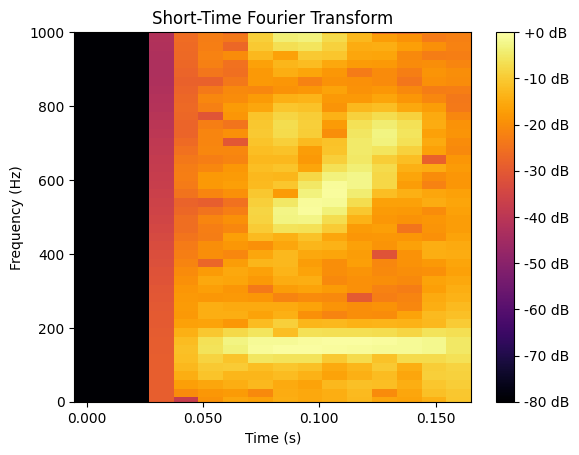 Short-Time Fourier Transform
Frequency (Hz)
1000
800
600
400
200
0
0.000
0.050
0.100
0.150
Time (s)
+0 dB
-10 dB
-20 dB
-30 dB
-40 dB
-50 dB
-60 dB
-70 dB
-80 dB